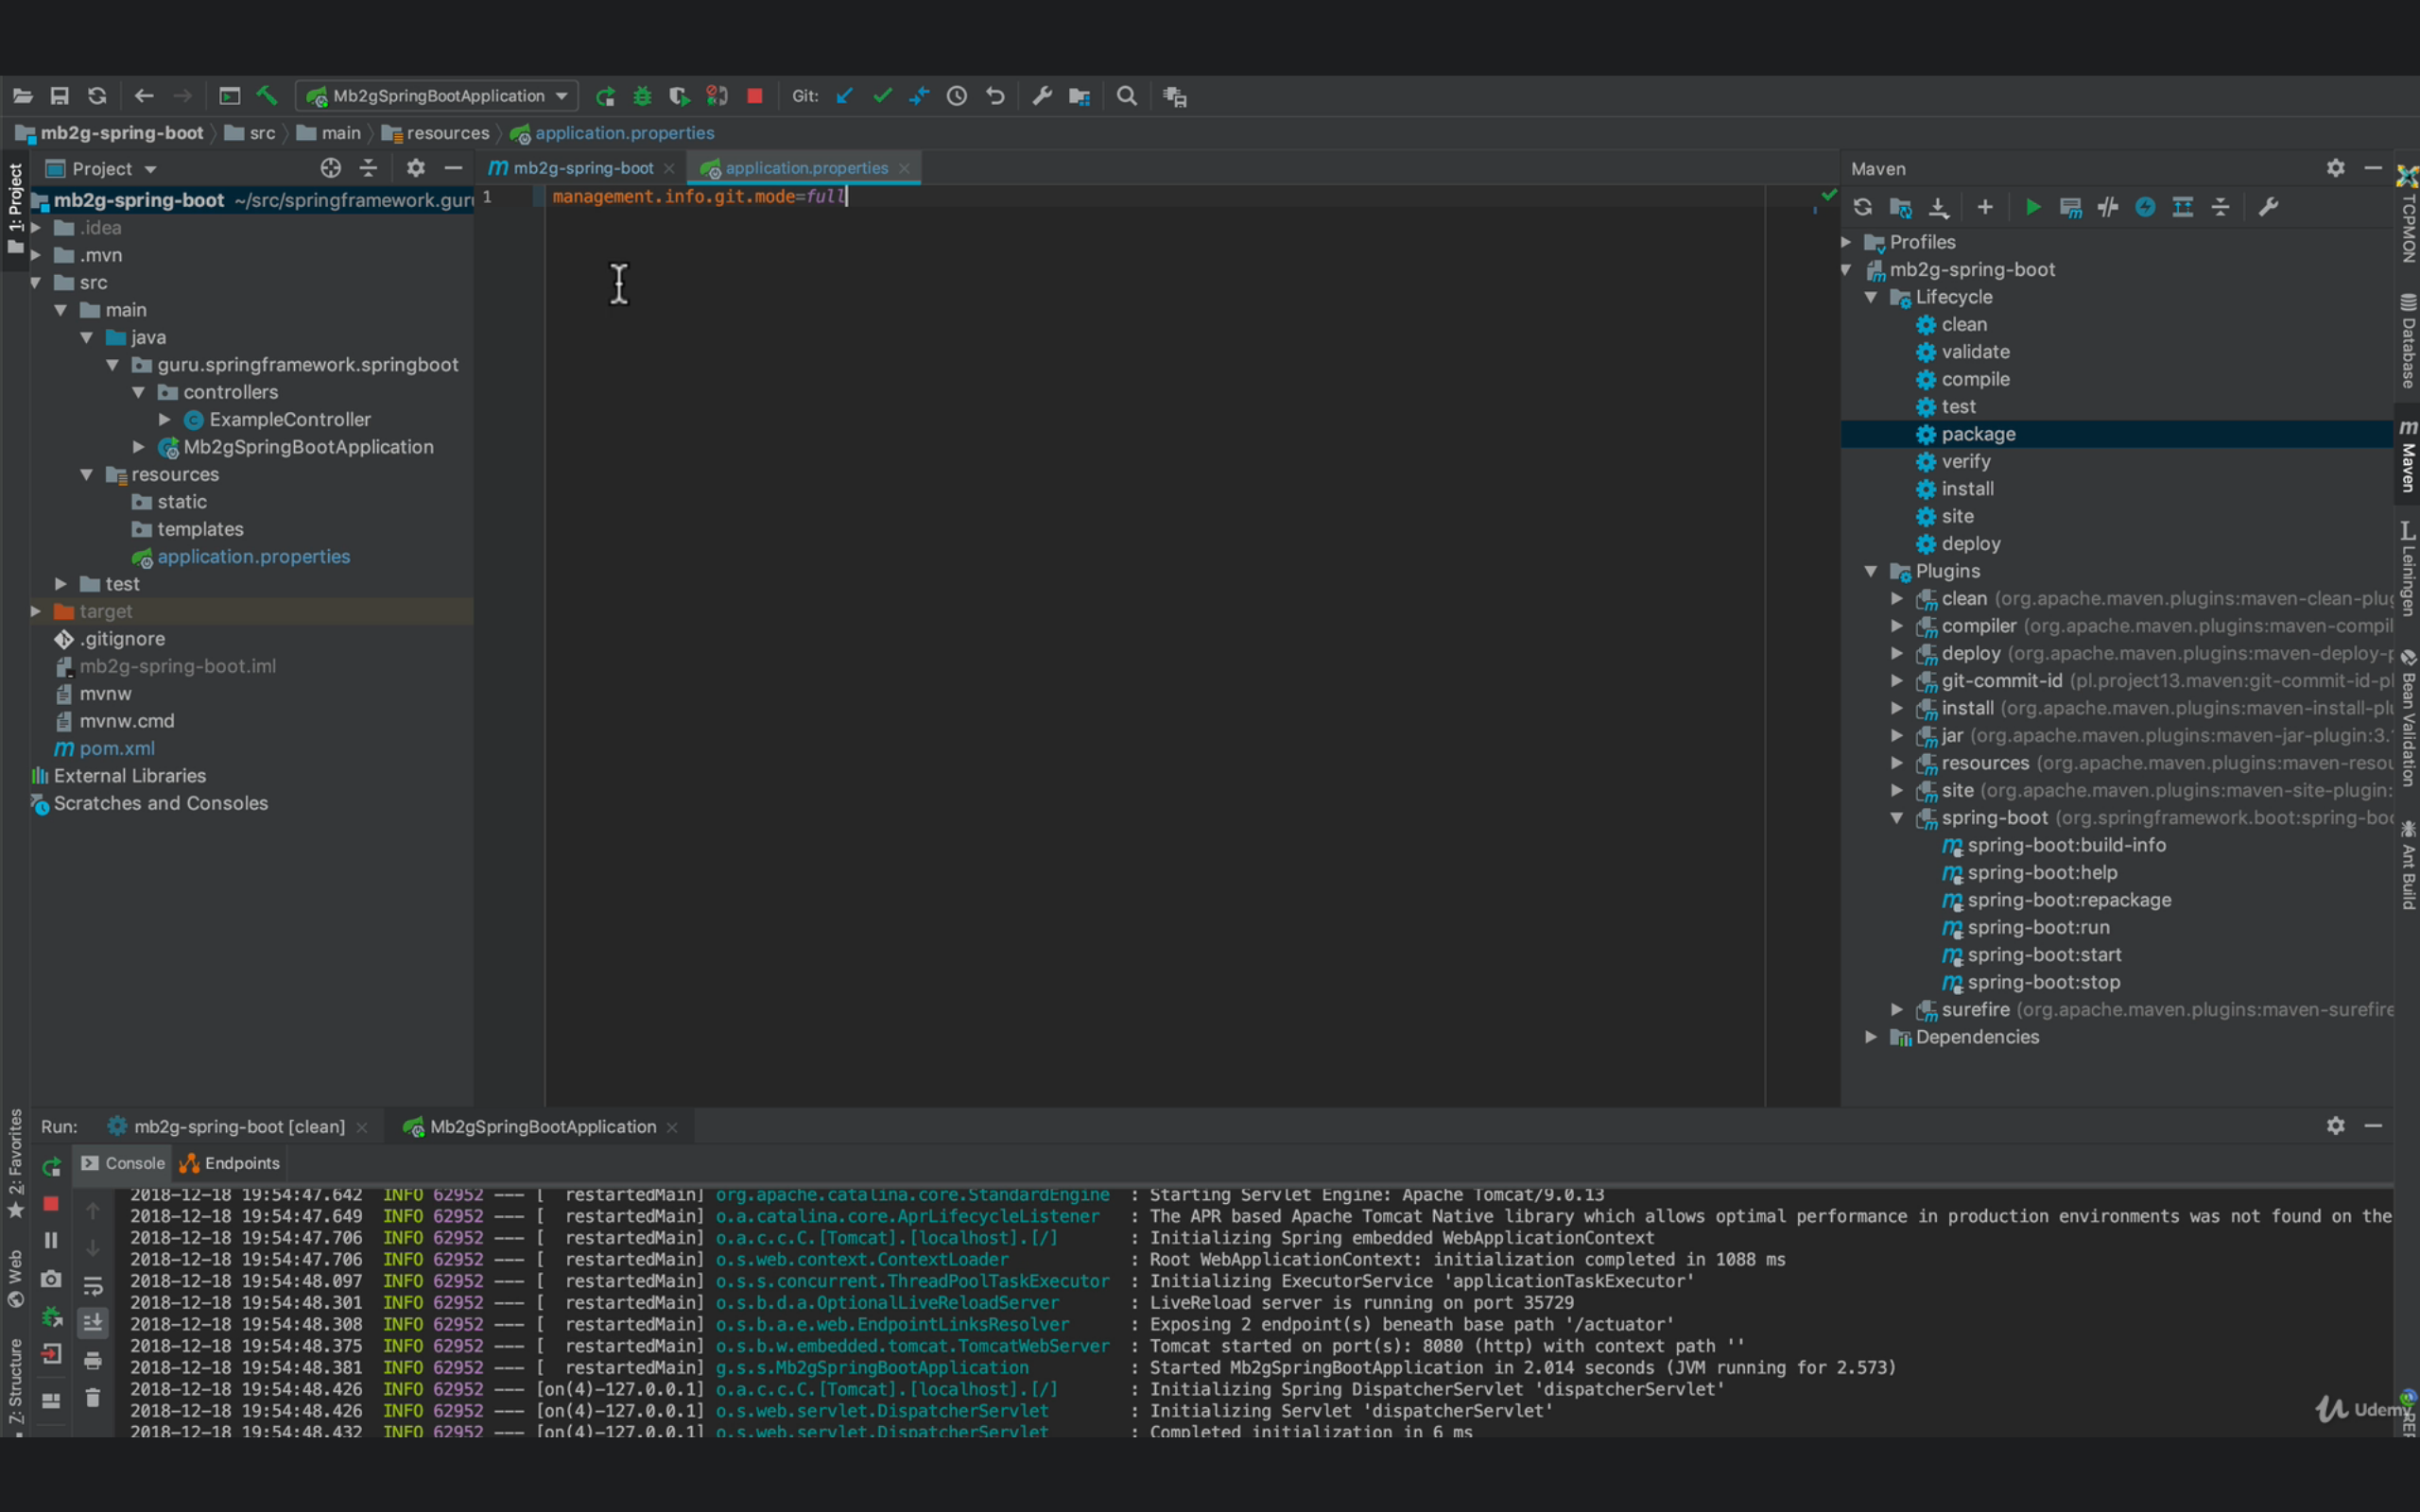 Mb2gSpringBootApplication
Git:
mb2g-spring-boot
src
main
resources
application.properties
1: Project
Project
mb2g-spring-boot ~/src/springframework.guru
.idea
.mvn
src
main
java
guru.springframework.springboot
controllers
ExampleController
Mb2gSpringBootApplication
resources
static
templates
application.properties
test
target
.gitignore
mb2g-spring-boot.iml
mvnw
mvnw.cmd
pom.xml
External Libraries
Scratches and Consoles
mb2g-spring-boot
application.properties
1 management.info.git.mode=full
Maven
Profiles
mb2g-spring-boot
Lifecycle
clean
validate
compile
test
package
verify
install
site
deploy
Plugins
clean (org.apache.maven.plugins:maven-clean-plug
compiler (org.apache.maven.plugins:maven-compil
deploy (org.apache.maven.plugins:maven-deploy-p
git-commit-id (pl.project13.maven:git-commit-id-pl
install (org.apache.maven.plugins:maven-install-plu
jar (org.apache.maven.plugins:maven-jar-plugin:3.
resources (org.apache.maven.plugins:maven-resou
site (org.apache.maven.plugins:maven-site-plugin:
spring-boot (org.springframework.boot:spring-boo
spring-boot:build-info
spring-boot:help
spring-boot:repackage
spring-boot:run
spring-boot:start
spring-boot:stop
surefire (org.apache.maven.plugins:maven-surefire
Dependencies
TCPMON
Database
Maven
Leiningen
Bean Validation
Ant Build
2: Favorites
Web
Z: Structure
Run:
mb2g-spring-boot [clean]
Mb2gSpringBootApplication
Console
Endpoints
2018-12-18 19:54:47.642 INFO 62952 --- [ restartedMain] org.apache.catalina.core.StandardEngine : Starting Servlet Engine: Apache Tomcat/9.0.13
2018-12-18 19:54:47.649 INFO 62952 --- [ restartedMain] o.a.catalina.core.AprLifecycleListener : The APR based Apache Tomcat Native library which allows optimal performance in production environments was not found on the
2018-12-18 19:54:47.706 INFO 62952 --- [ restartedMain] o.a.c.c.C.[Tomcat].[localhost].[/] : Initializing Spring embedded WebApplicationContext
2018-12-18 19:54:47.706 INFO 62952 --- [ restartedMain] o.s.web.context.ContextLoader : Root WebApplicationContext: initialization completed in 1088 ms
2018-12-18 19:54:48.097 INFO 62952 --- [ restartedMain] o.s.s.concurrent.ThreadPoolTaskExecutor : Initializing ExecutorService 'applicationTaskExecutor'
2018-12-18 19:54:48.301 INFO 62952 --- [ restartedMain] o.s.b.d.a.OptionalLiveReloadServer : LiveReload server is running on port 35729
2018-12-18 19:54:48.308 INFO 62952 --- [ restartedMain] o.s.b.a.e.web.EndpointLinksResolver : Exposing 2 endpoint(s) beneath base path '/actuator'
2018-12-18 19:54:48.375 INFO 62952 --- [ restartedMain] o.s.b.w.embedded.tomcat.TomcatWebServer : Tomcat started on port(s): 8080 (http) with context path ''
2018-12-18 19:54:48.381 INFO 62952 --- [ restartedMain] g.s.s.Mb2gSpringBootApplication : Started Mb2gSpringBootApplication in 2.014 seconds (JVM running for 2.573)
2018-12-18 19:54:48.426 INFO 62952 --- [on(4)-127.0.0.1] o.a.c.c.C.[Tomcat].[localhost].[/] : Initializing Spring DispatcherServlet 'dispatcherServlet'
2018-12-18 19:54:48.426 INFO 62952 --- [on(4)-127.0.0.1] o.s.web.servlet.DispatcherServlet : Initializing Servlet 'dispatcherServlet'
2018-12-18 19:54:48.432 INFO 62952 --- [on(4)-127.0.0.1] o.s.web.servlet.DispatcherServlet : Completed initialization in 6 ms
Udemy